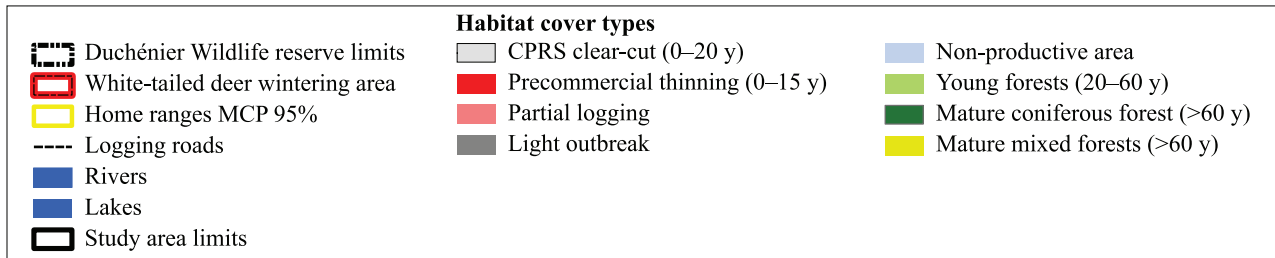 Habitat cover types
Duchénier Wildlife reserve limits
White-tailed deer wintering area
Home ranges MCP 95%
Logging roads
Rivers
Lakes
Study area limits
CPRS clear-cut (0–20 y)
Precommercial thinning (0–15 y)
Partial logging
Light outbreak
Non-productive area
Young forests (20–60 y)
Mature coniferous forest (>60 y)
Mature mixed forests (>60 y)